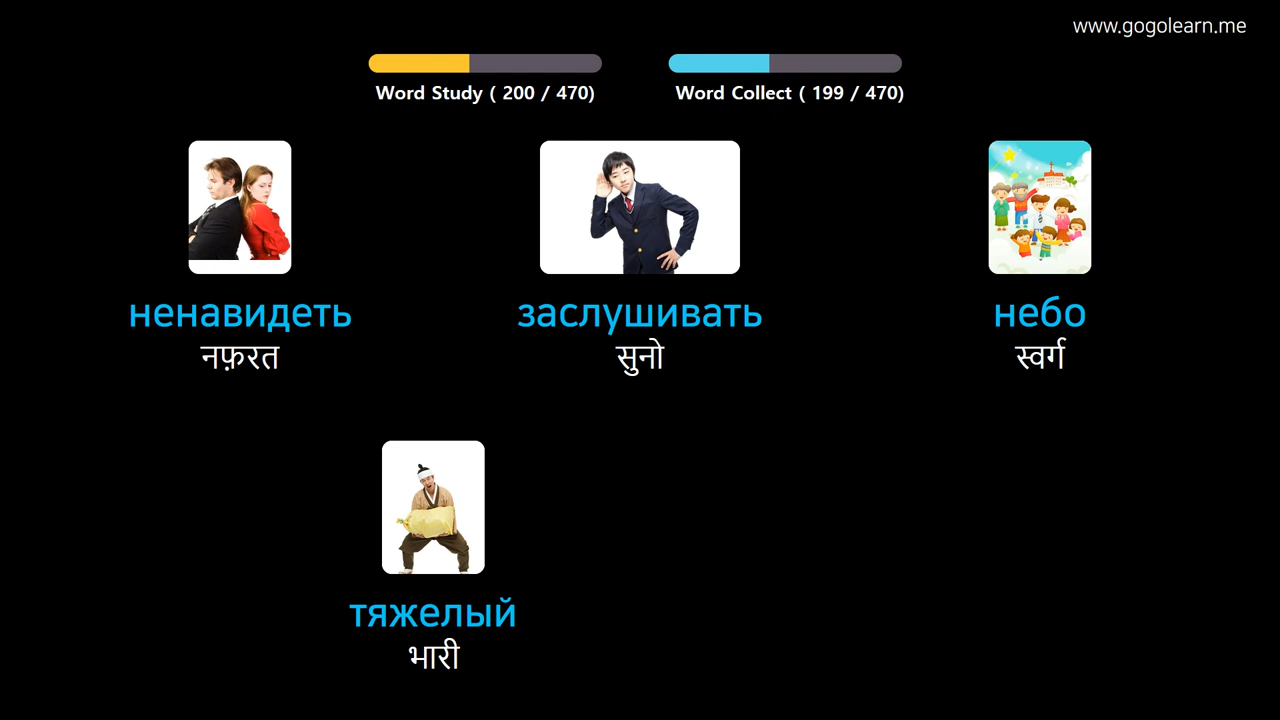 www.gogolearn.me
Word Study ( 200 / 470)
Word Collect ( 199 / 470)
ненавидеть
नफ़रत
заслушивать
सुनो
небо
स्वर्ग
тяжелый
भारी